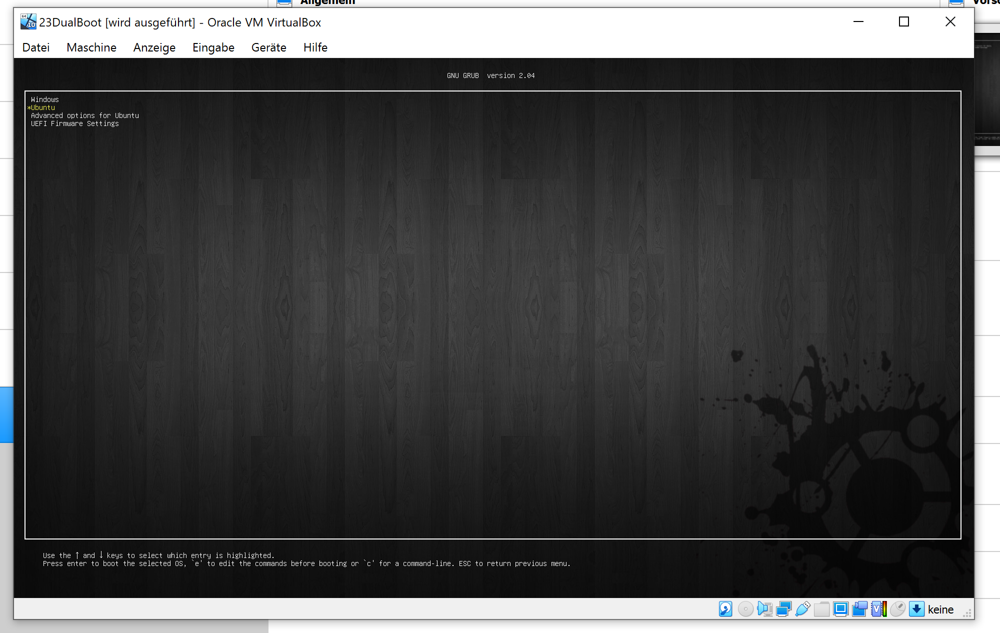 Allgemein
23DualBoot [wird ausgeführt] - Oracle VM VirtualBox
Datei Maschine Anzeige Eingabe Geräte Hilfe
GNU GRUB version 2.04
Windows
*Ubuntu
Advanced options for Ubuntu
UEFI Firmware Settings
Use the ↑ and ↓ keys to select which entry is highlighted.
Press enter to boot the selected OS, `e' to edit the commands before booting or `c' for a command-line. ESC to return previous menu.
keine